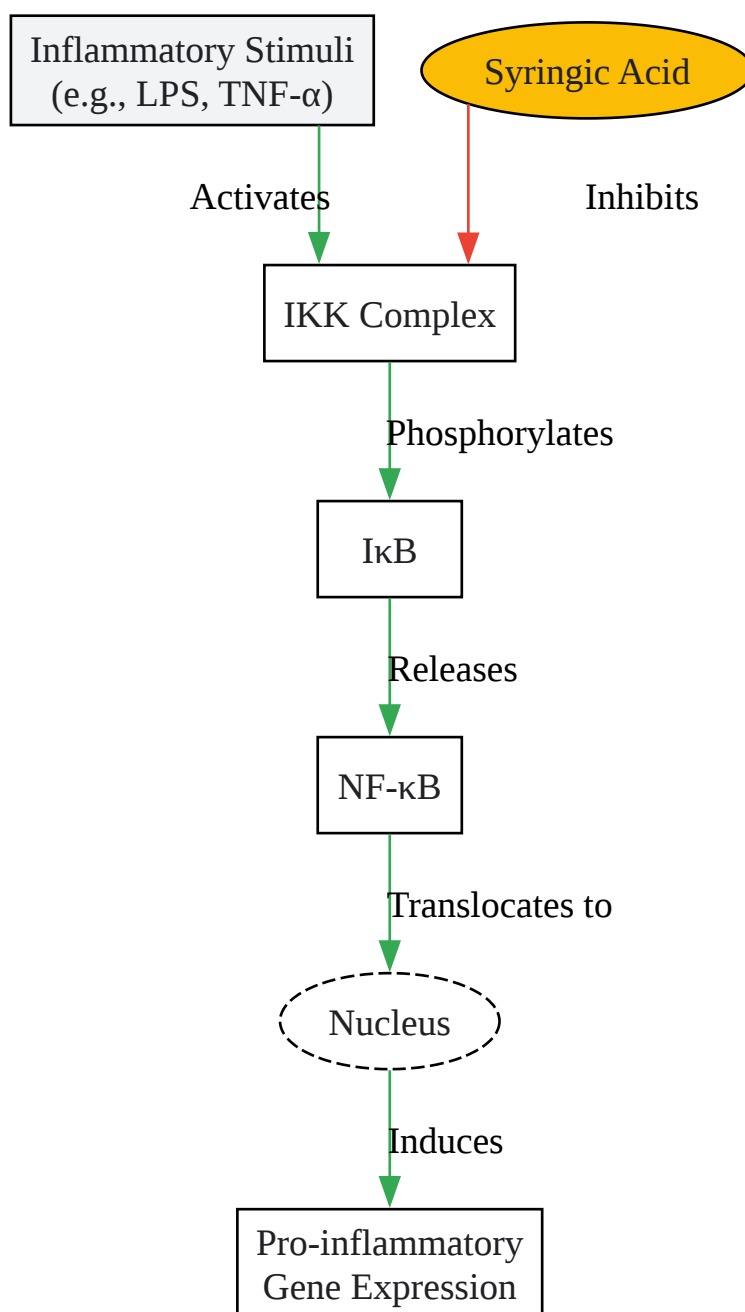 Inflammatory Stimuli
(e.g., LPS, TNF-α)
Syringic Acid
Activates
Inhibits
IKK Complex
Phosphorylates
IκB
Releases
NF-κB
Translocates to
Nucleus
Induces
Pro-inflammatory
Gene Expression